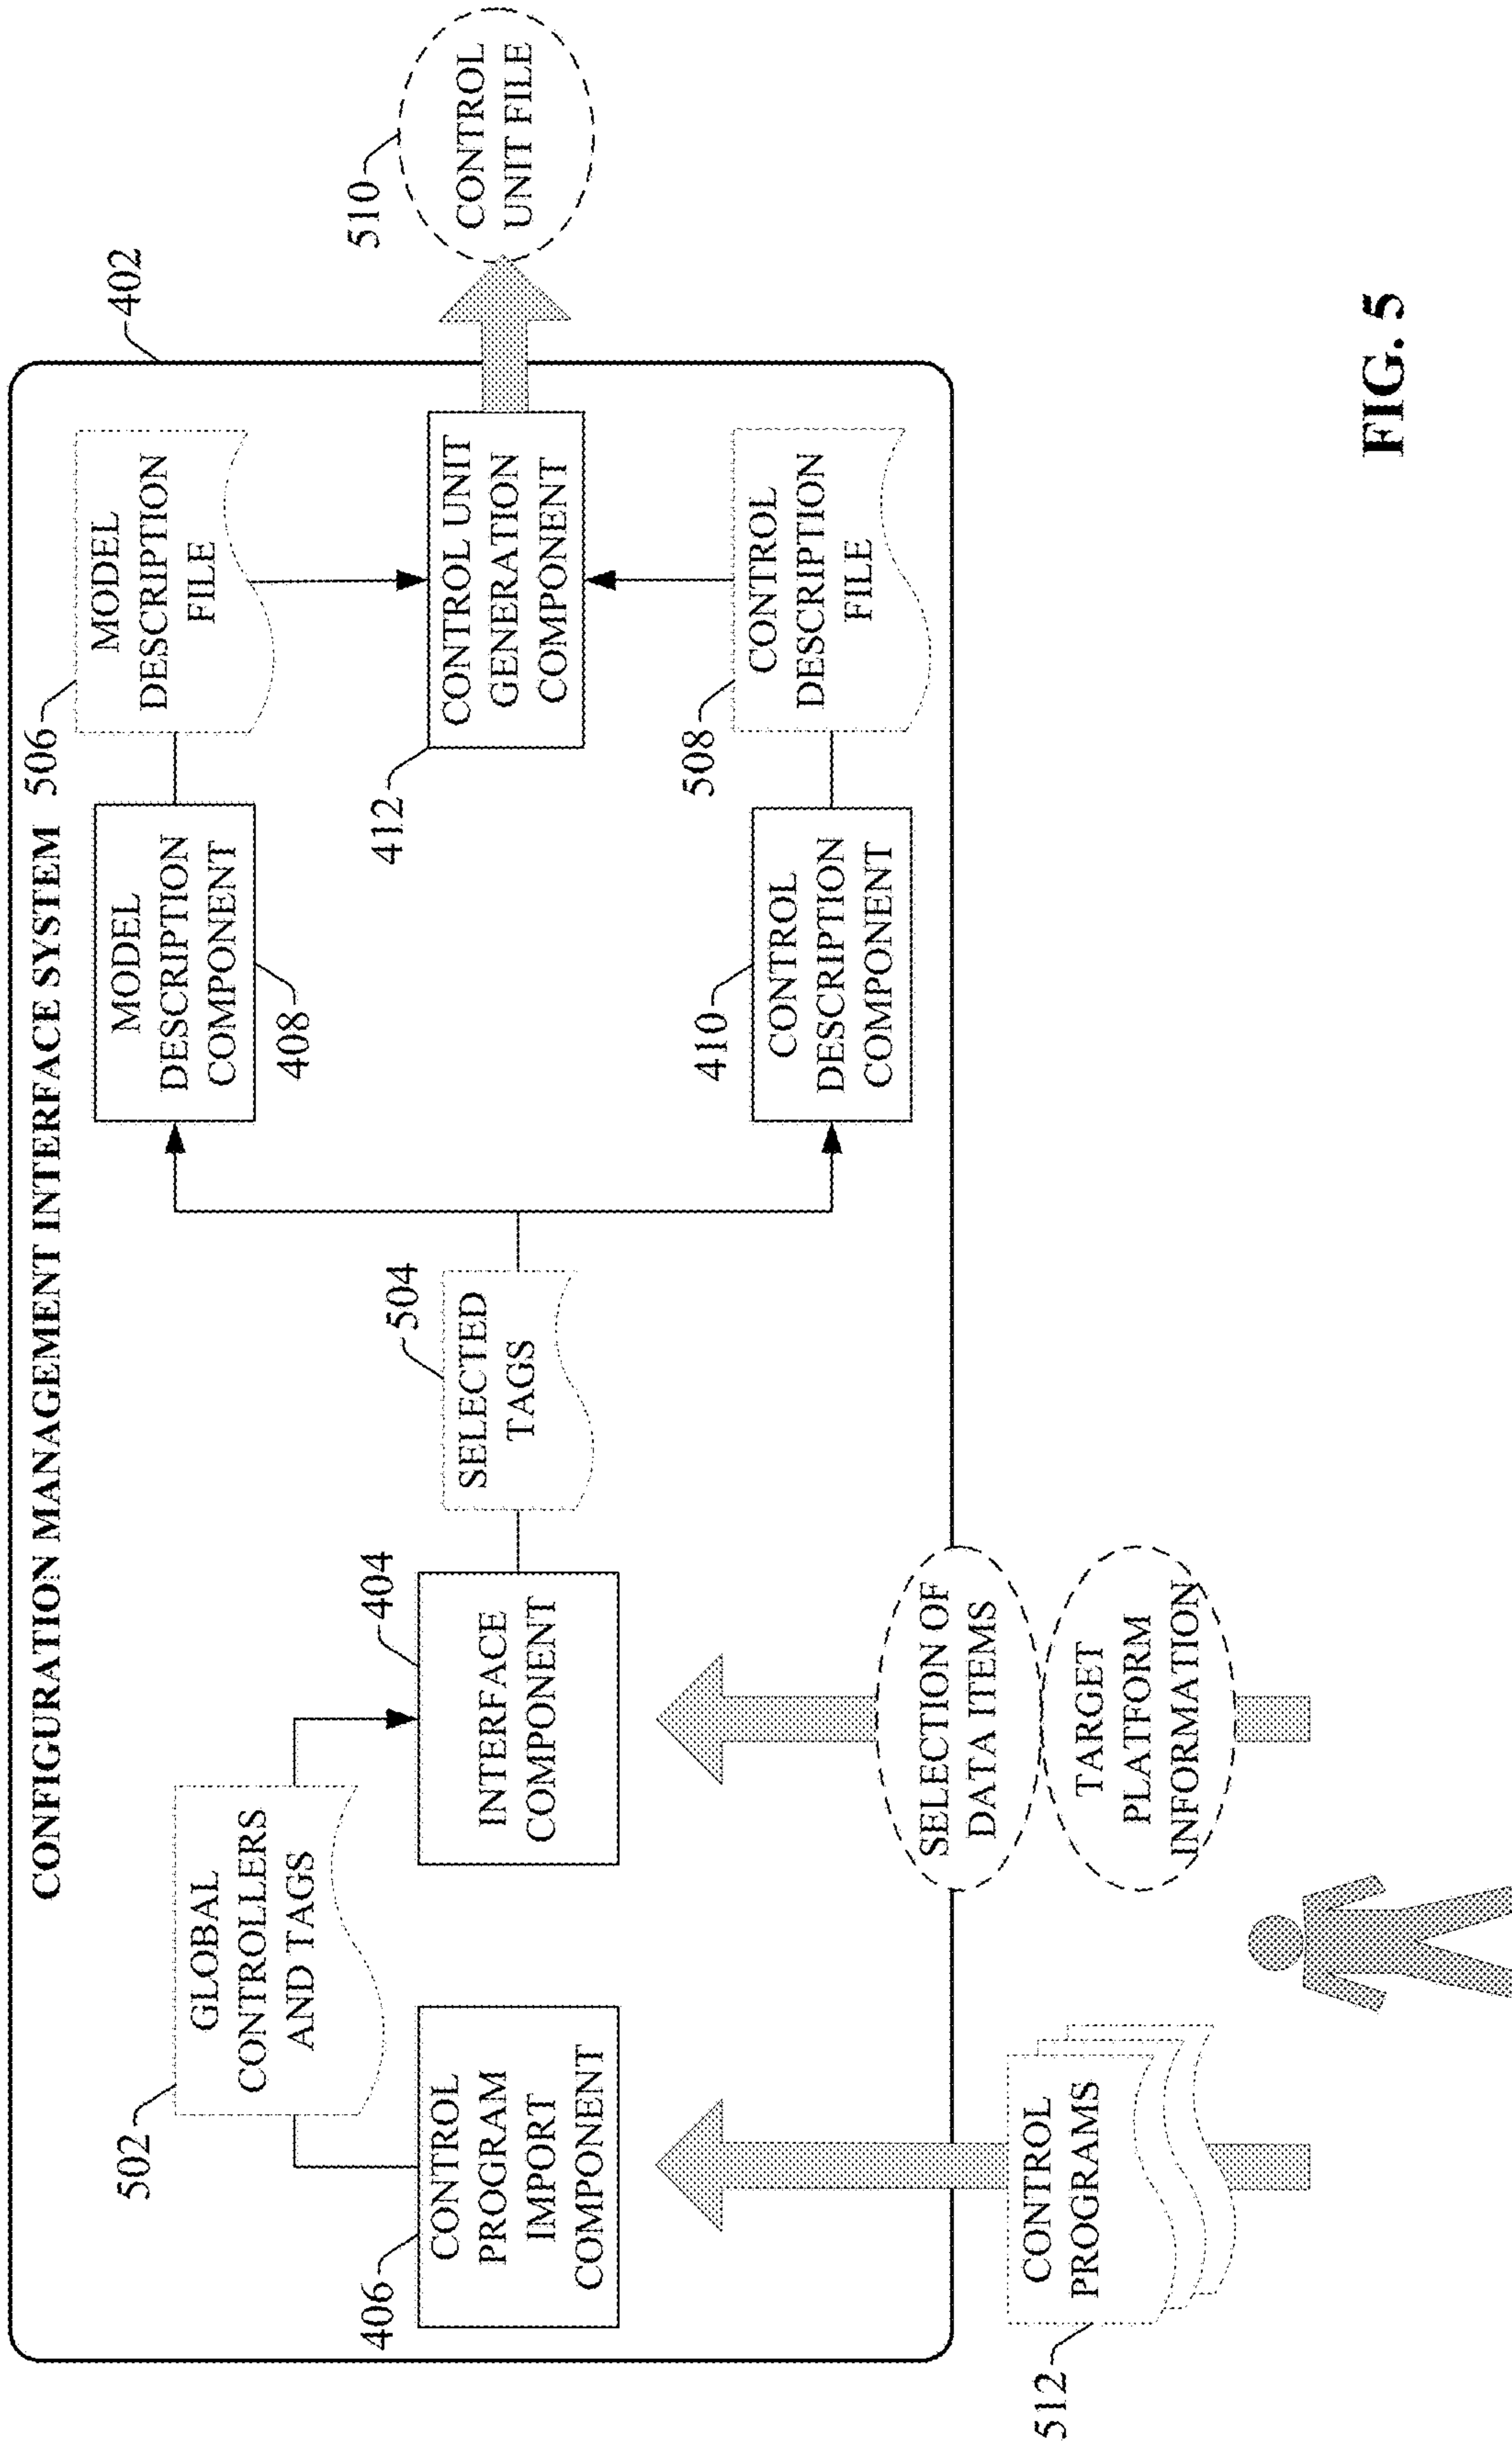 CONFIGURATION MANAGEMENT INTERFACE SYSTEM
402
502
GLOBAL
CONTROLLERS
AND TAGS
406
CONTROL
PROGRAM
IMPORT
COMPONENT
404
INTERFACE
COMPONENT
504
SELECTED
TAGS
MODEL
DESCRIPTION
COMPONENT
408
506
MODEL
DESCRIPTION
FILE
412
CONTROL UNIT
GENERATION
COMPONENT
510
CONTROL
UNIT FILE
410
CONTROL
DESCRIPTION
COMPONENT
508
CONTROL
DESCRIPTION
FILE
512
CONTROL
PROGRAMS
SELECTION OF
DATA ITEMS
TARGET
PLATFORM
INFORMATION
FIG. 5